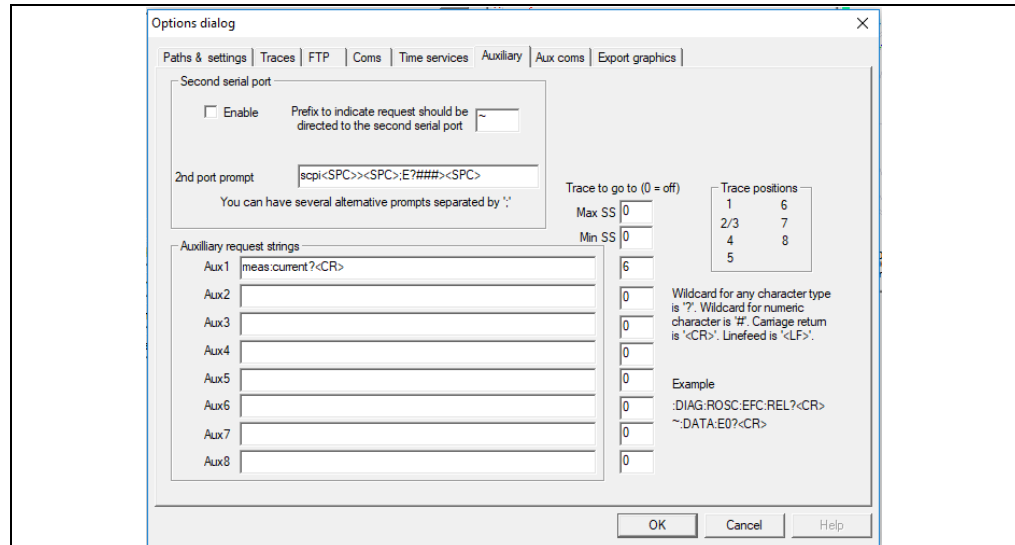 Options dialog
Paths & settings
Traces
FTP
Coms
Time services
Auxiliary
Aux coms
Export graphics
Second serial port
Enable
Prefix to indicate request should be
directed to the second serial port
~
2nd port prompt
scpi<SPC>><SPC>;E?###><SPC>
You can have several alternative prompts separated by ';'
Trace to go to (0 = off)
Max SS 0
Min SS 0
Trace positions
1 6
2/3 7
4 8
5
Auxilliary request strings
Aux1 meas:current?<CR> 6
Aux2 0
Aux3 0
Aux4 0
Aux5 0
Aux6 0
Aux7 0
Aux8 0
Wildcard for any character type
is '?'. Wildcard for numeric
character is '#'. Carriage return
is '<CR>'. Linefeed is '<LF>'.
Example
:DIAG:ROSC:EFC:REL?<CR>
~:DATA:E0?<CR>
OK
Cancel
Help